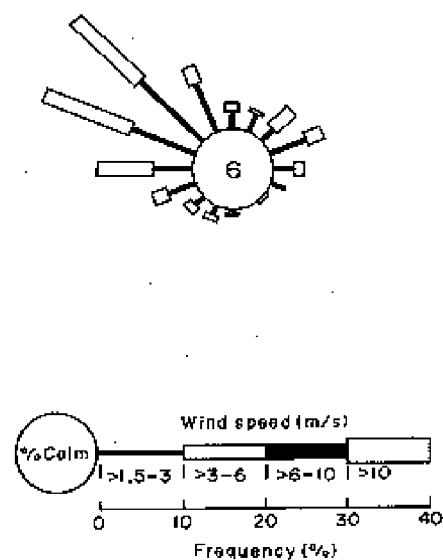 6
Wind speed (m/s)
%Calm
>1.5-3 >3-6 >6-10 >10
0 10 20 30 40
Frequency (%)